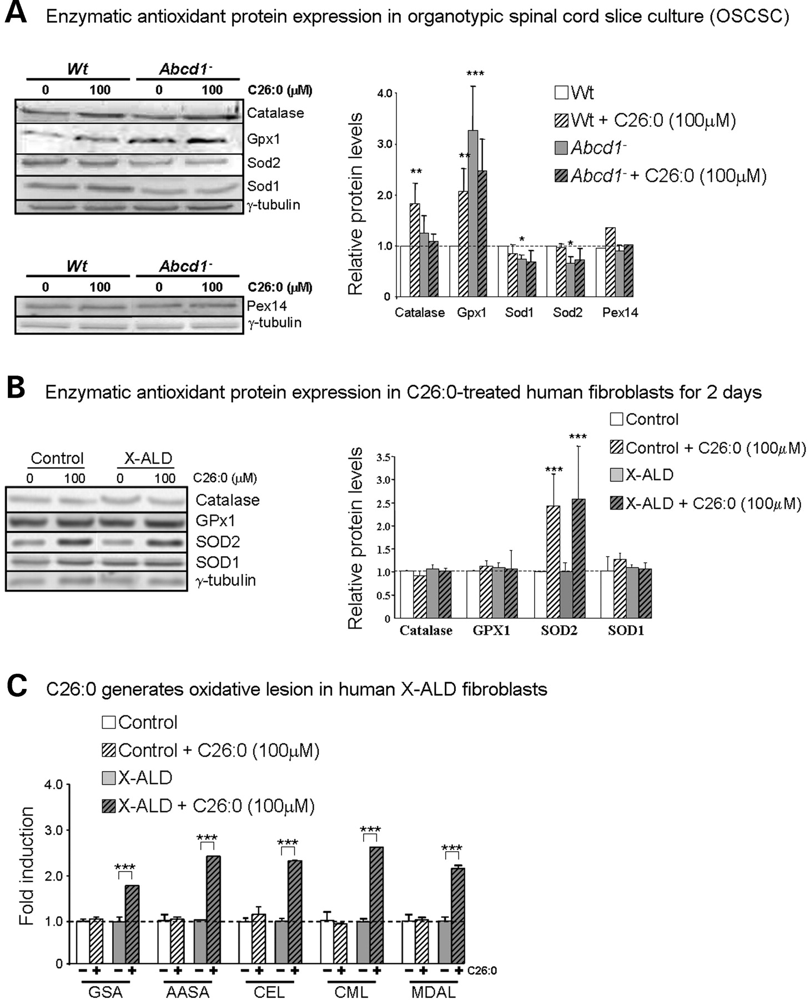 A Enzymatic antioxidant protein expression in organotypic spinal cord slice culture (OSCSC)
Wt Abcd1-
0 100 0 100 C26:0 (μM)
Catalase
Gpx1
Sod2
Sod1
γ-tubulin
Wt Abcd1-
0 100 0 100 C26:0 (μM)
Pex14
γ-tubulin
Relative protein levels
4.0
3.0
2.0
1.0
0
**
**
***
*
*
Catalase Gpx1 Sod1 Sod2 Pex14
Wt
Wt + C26:0 (100μM)
Abcd1-
Abcd1- + C26:0 (100μM)
B Enzymatic antioxidant protein expression in C26:0-treated human fibroblasts for 2 days
Control X-ALD
0 100 0 100 C26:0 (μM)
Catalase
GPx1
SOD2
SOD1
γ-tubulin
Relative protein levels
3.5
3.0
2.5
2.0
1.5
1.0
0.5
0
***
***
Catalase GPX1 SOD2 SOD1
Control
Control + C26:0 (100μM)
X-ALD
X-ALD + C26:0 (100μM)
C C26:0 generates oxidative lesion in human X-ALD fibroblasts
Control
Control + C26:0 (100μM)
X-ALD
X-ALD + C26:0 (100μM)
Fold induction
4.0
3.0
2.0
1.0
0
***
***
***
***
***
− + − + − + − + − + − + − + − + − + − + C26:0
GSA AASA CEL CML MDAL